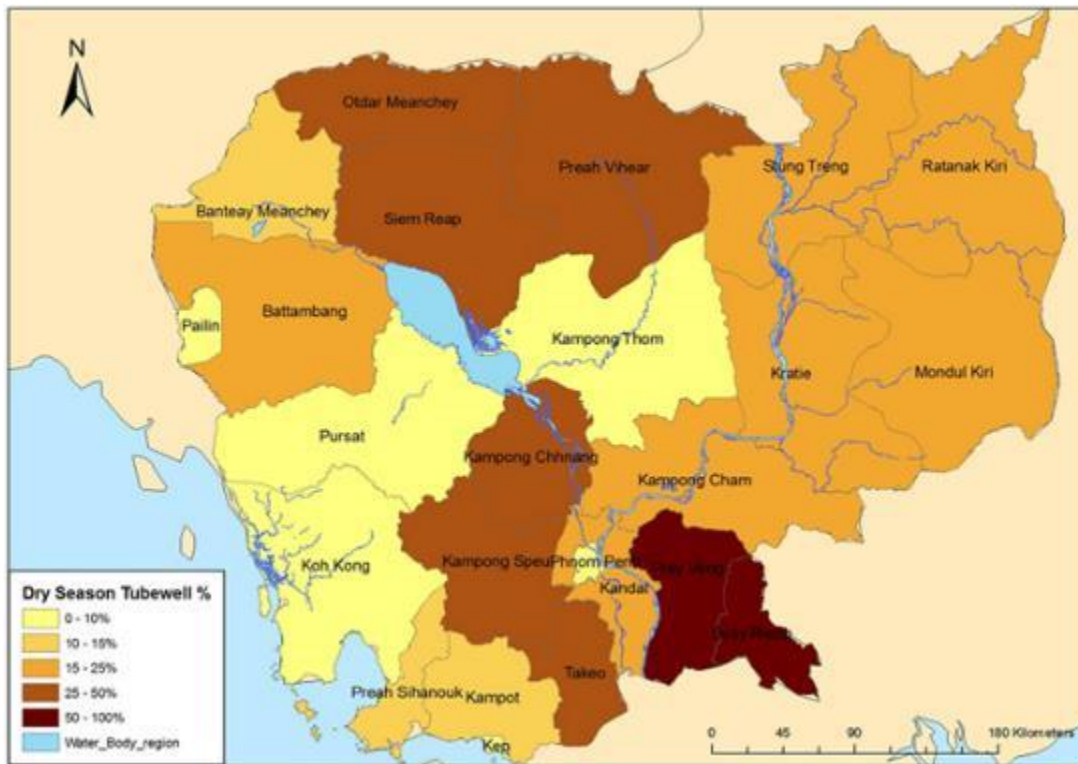 N
Otdar Meanchey
Preah Vihear
Stung Treng
Ratanak Kiri
Banteay Meanchey
Siem Reap
Pailin
Battambang
Kampong Thom
Kratie
Mondul Kiri
Pursat
Kampong Chhnang
Kampong Cham
Koh Kong
Kampong Speu
Phnom Penh
Prey Veng
Kandal
Takeo
Preah Sihanouk
Kampot
Kep
Dry Season Tubewell %
0 - 10%
10 - 15%
15 - 25%
25 - 50%
50 - 100%
Water_Body_region
0 45 90 180 Kilometers